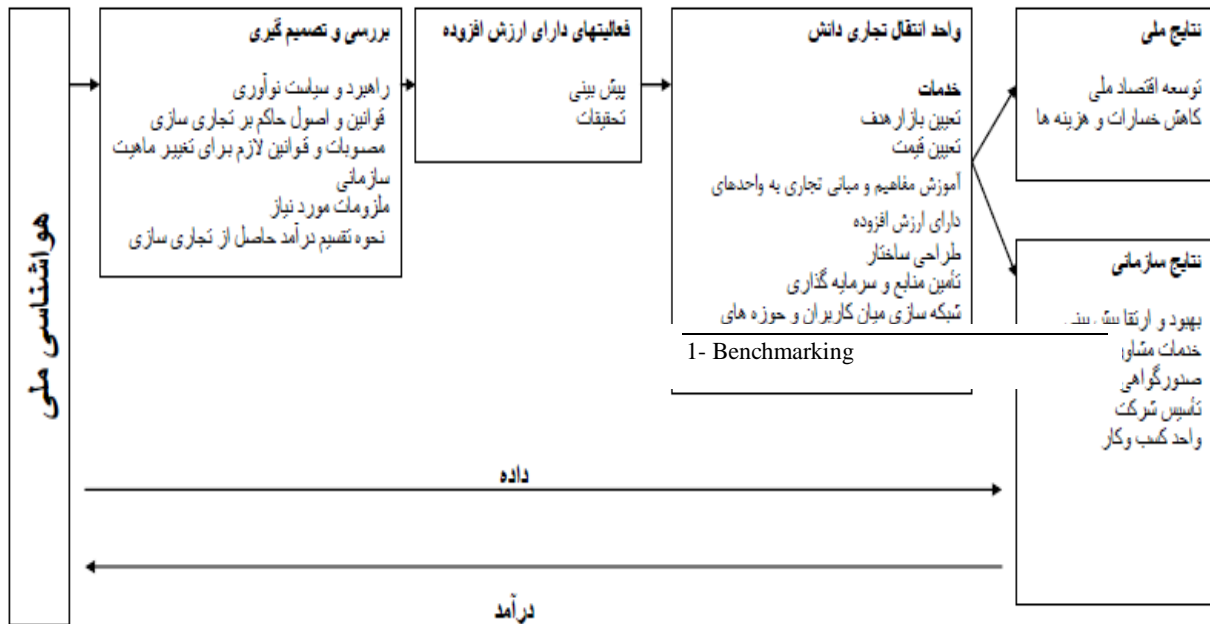 هواشناسی ملی
بررسی و تصمیم گیری
راهبرد و سیاست نوآوری
قوانین و اصول حاکم بر تجاری سازی
مصوبات و قوانین لازم برای تغییر ماهیت
سازمانی
ملزومات مورد نیاز
نحوه تقسیم درآمد حاصل از تجاری سازی
فعالیتهای دارای ارزش افزوده
پیش بینی
تحقیقات
واحد انتقال تجاری دانش
خدمات
تعیین بازار هدف
تعیین قیمت
آموزش مفاهیم و مبانی تجاری به واحدهای
دارای ارزش افزوده
طراحی ساختار
تأمین منابع و سرمایه گذاری
شبکه سازی میان کاربران و حوزه های
1- Benchmarking
نتایج ملی
توسعه اقتصاد ملی
کاهش خسارات و هزینه ها
نتایج سازمانی
بهبود و ارتقا پیش بینی
خدمات
صدور گواهی
تأسیس شرکت
واحد کسب وکار
داده
درآمد